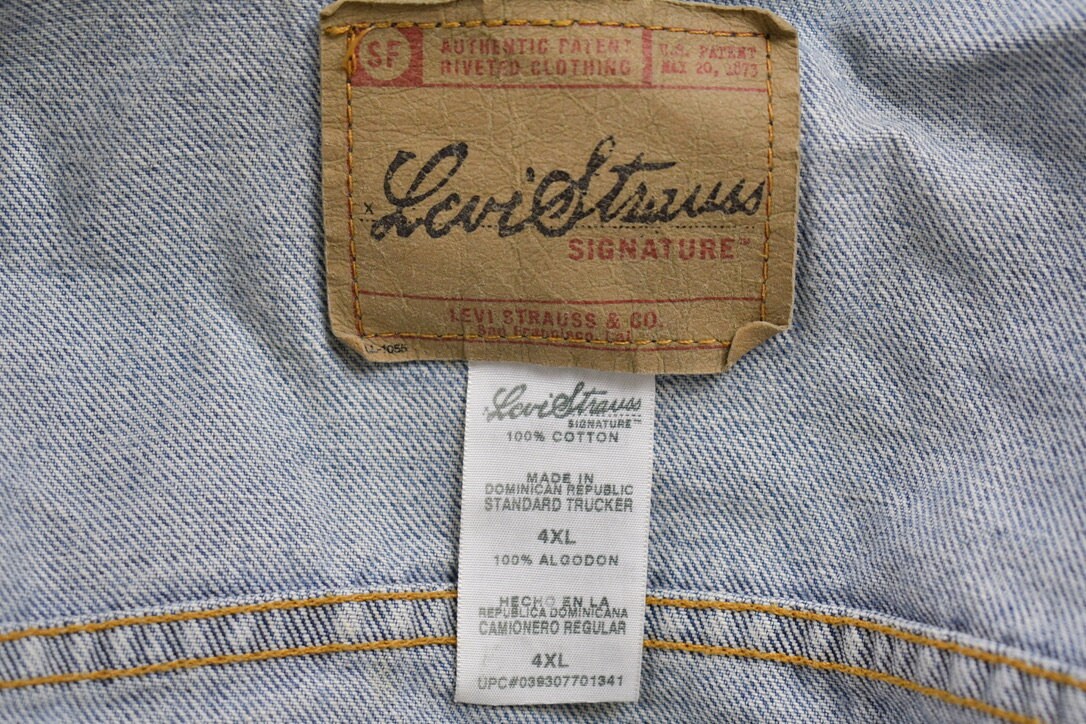 SF
AUTHENTIC PATENT
RIVETED CLOTHING
U.S. PATENT
MAY 20, 1873
x Levi Strauss
SIGNATURE™
LEVI STRAUSS & CO.
San Francisco, Cal
LL-1055
Levi Strauss
SIGNATURE™
100% COTTON
MADE IN
DOMINICAN REPUBLIC
STANDARD TRUCKER
4XL
100% ALGODON
HECHO EN LA
REPUBLICA DOMINICANA
CAMIONERO REGULAR
4XL
UPC#039307701341